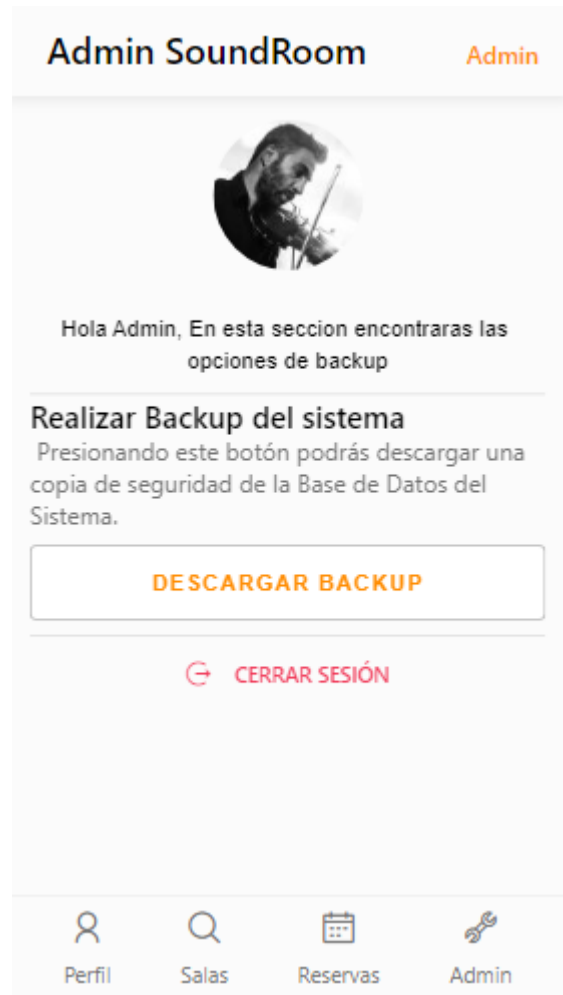 Admin SoundRoom Admin
Hola Admin, En esta seccion encontraras las
opciones de backup
Realizar Backup del sistema
Presionando este botón podrás descargar una
copia de seguridad de la Base de Datos del
Sistema.
DESCARGAR BACKUP
CERRAR SESIÓN
Perfil Salas Reservas Admin